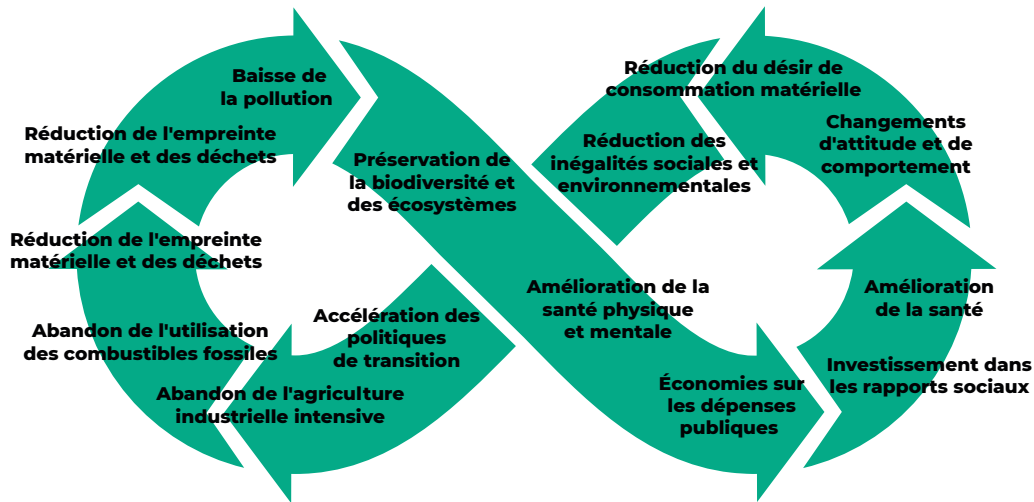 Baisse de
la pollution
Réduction de l'empreinte
matérielle et des déchets
Réduction de l'empreinte
matérielle et des déchets
Abandon de l'utilisation
des combustibles fossiles
Abandon de l'agriculture
industrielle intensive
Accélération des
politiques
de transition
Préservation de
la biodiversité et
des écosystèmes
Amélioration de la
santé physique
et mentale
Économies sur
les dépenses
publiques
Investissement dans
les rapports sociaux
Amélioration
de la santé
Changements
d'attitude et de
comportement
Réduction du désir de
consommation matérielle
Réduction des
inégalités sociales et
environnementales